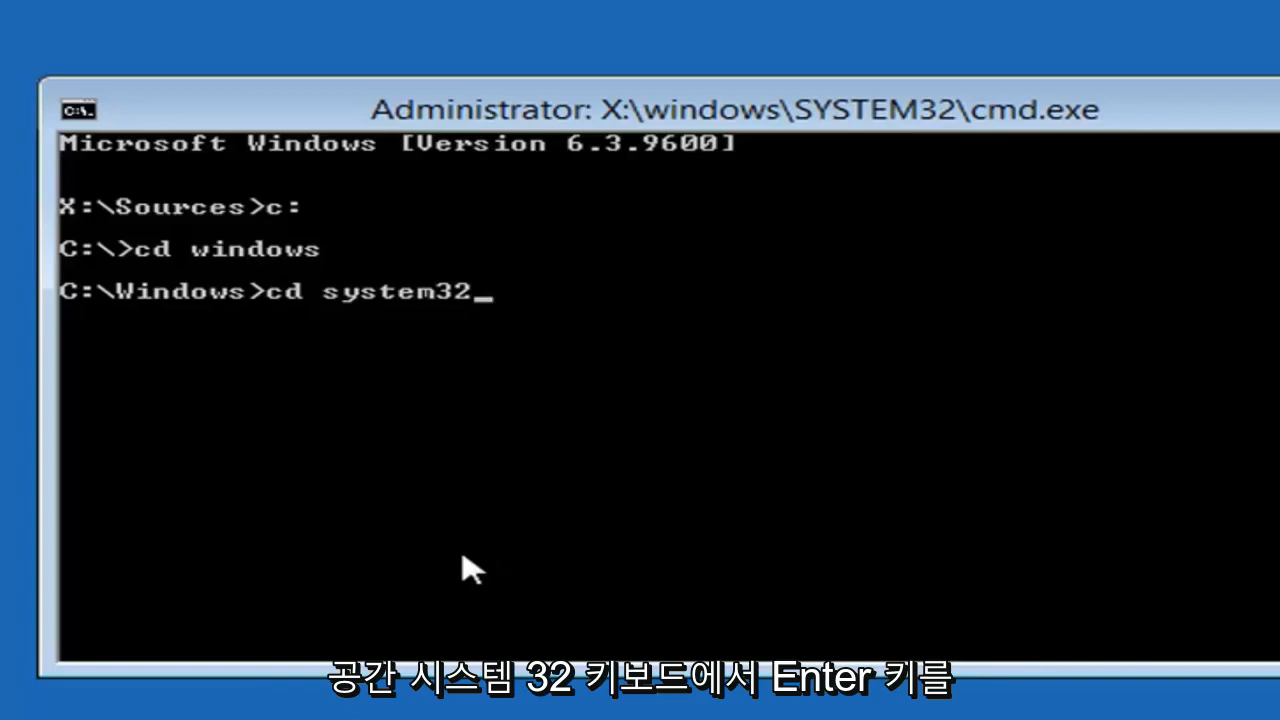 C:\.
Administrator: X:\windows\SYSTEM32\cmd.exe
Microsoft Windows [Version 6.3.9600]
X:\Sources>c:
C:\>cd windows
C:\Windows>cd system32_
공간 시스템 32 키보드에서 Enter 키를